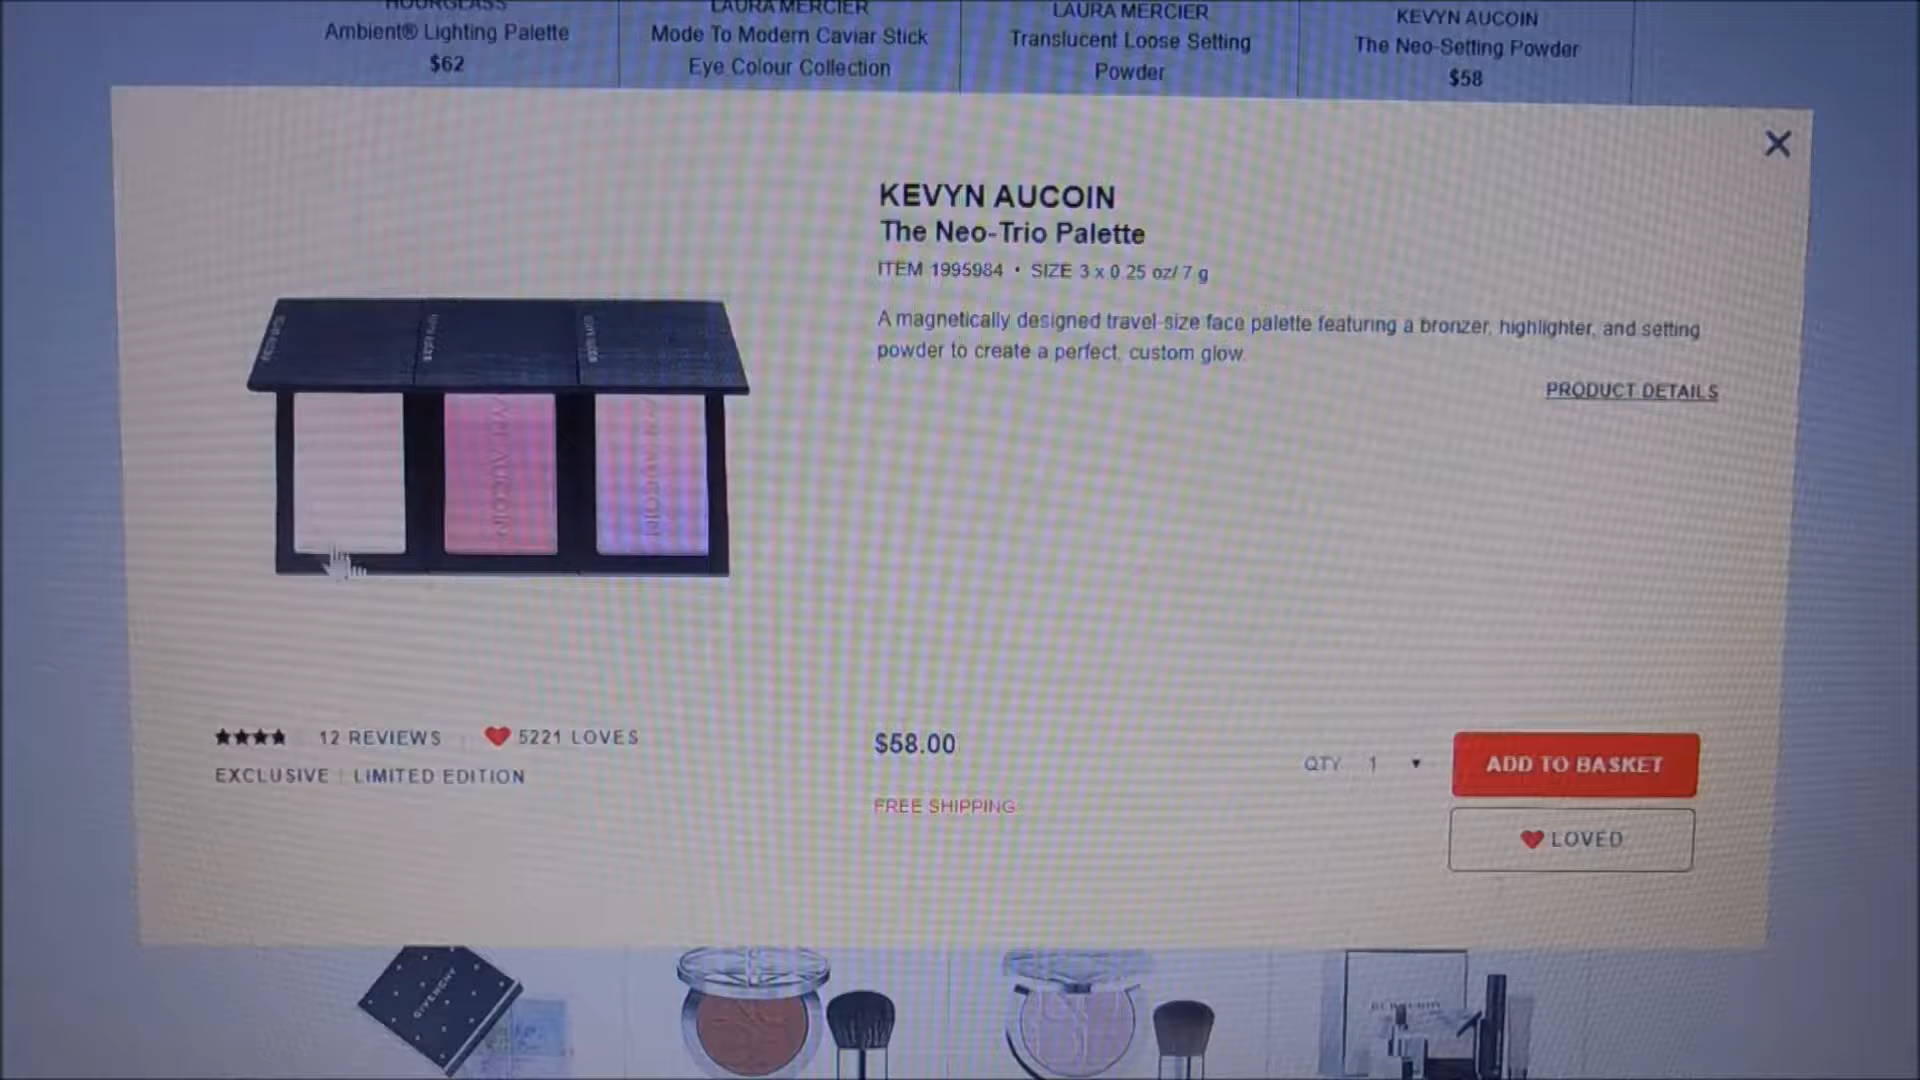 HOURGLASS
Ambient® Lighting Palette
$62
LAURA MERCIER
Mode To Modern Caviar Stick
Eye Colour Collection
LAURA MERCIER
Translucent Loose Setting
Powder
KEVYN AUCOIN
The Neo-Setting Powder
$58
KEVYN AUCOIN
The Neo-Trio Palette
ITEM 1995984 • SIZE 3 x 0.25 oz/ 7 g
A magnetically designed travel-size face palette featuring a bronzer, highlighter, and setting
powder to create a perfect, custom glow.
PRODUCT DETAILS
12 REVIEWS
5221 LOVES
EXCLUSIVE | LIMITED EDITION
$58.00
FREE SHIPPING
QTY 1
ADD TO BASKET
LOVED
GIVENCHY